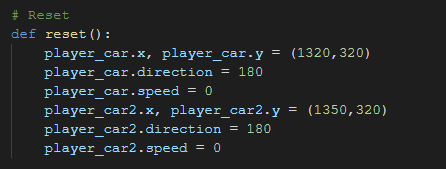 # Reset
def reset():
    player_car.x, player_car.y = (1320,320)
    player_car.direction = 180
    player_car.speed = 0
    player_car2.x, player_car2.y = (1350,320)
    player_car2.direction = 180
    player_car2.speed = 0